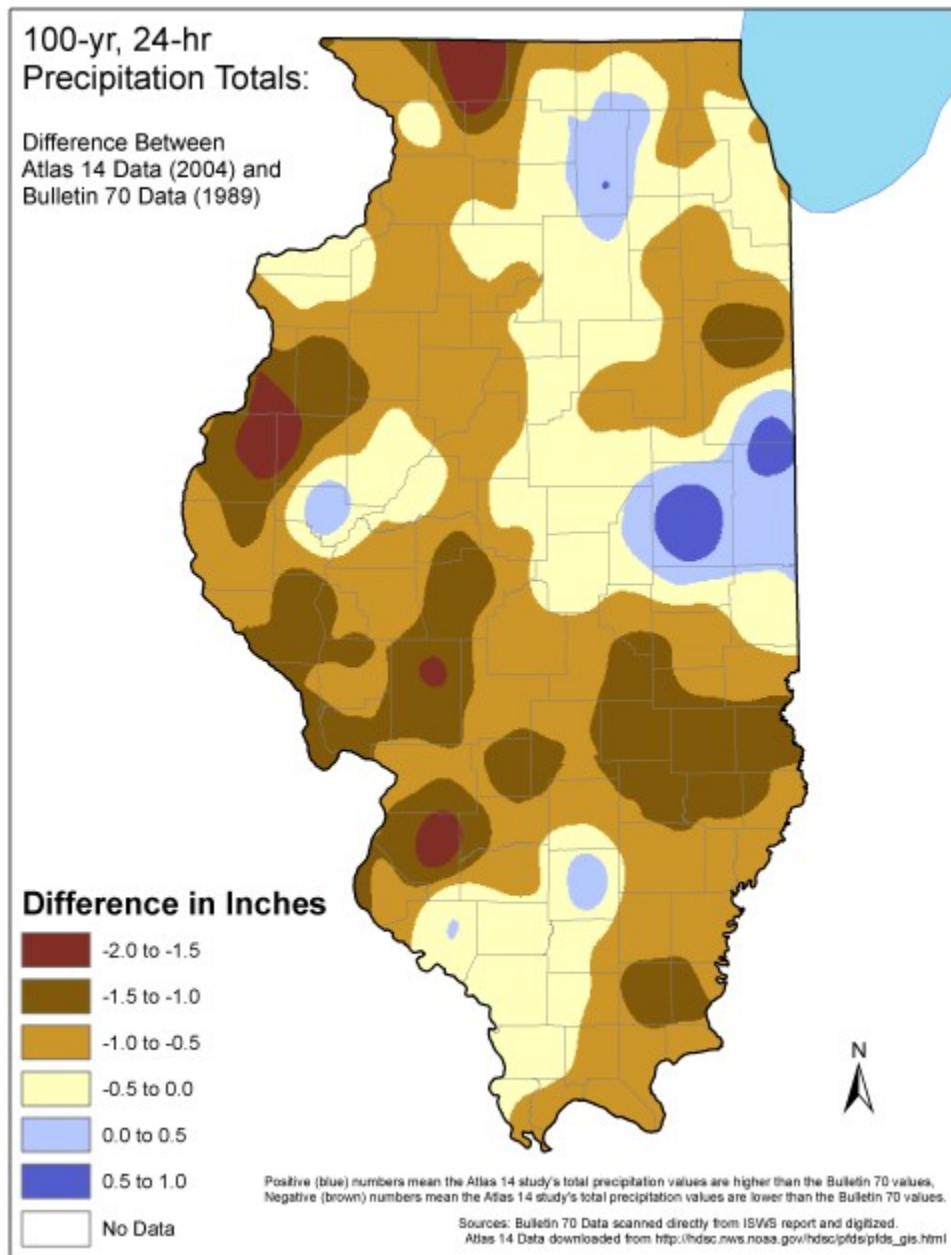 100-yr, 24-hr
Precipitation Totals:
Difference Between
Atlas 14 Data (2004) and
Bulletin 70 Data (1989)
Difference in Inches
-2.0 to -1.5
-1.5 to -1.0
-1.0 to -0.5
-0.5 to 0.0
0.0 to 0.5
0.5 to 1.0
No Data
N
Positive (blue) numbers mean the Atlas 14 study's total precipitation values are higher than the Bulletin 70 values,
Negative (brown) numbers mean the Atlas 14 study's total precipitation values are lower than the Bulletin 70 values.
Sources: Bulletin 70 Data scanned directly from ISWS report and digitized.
Atlas 14 Data downloaded from http://hdsc.nws.noaa.gov/hdsc/pfds/pfds_gis.html